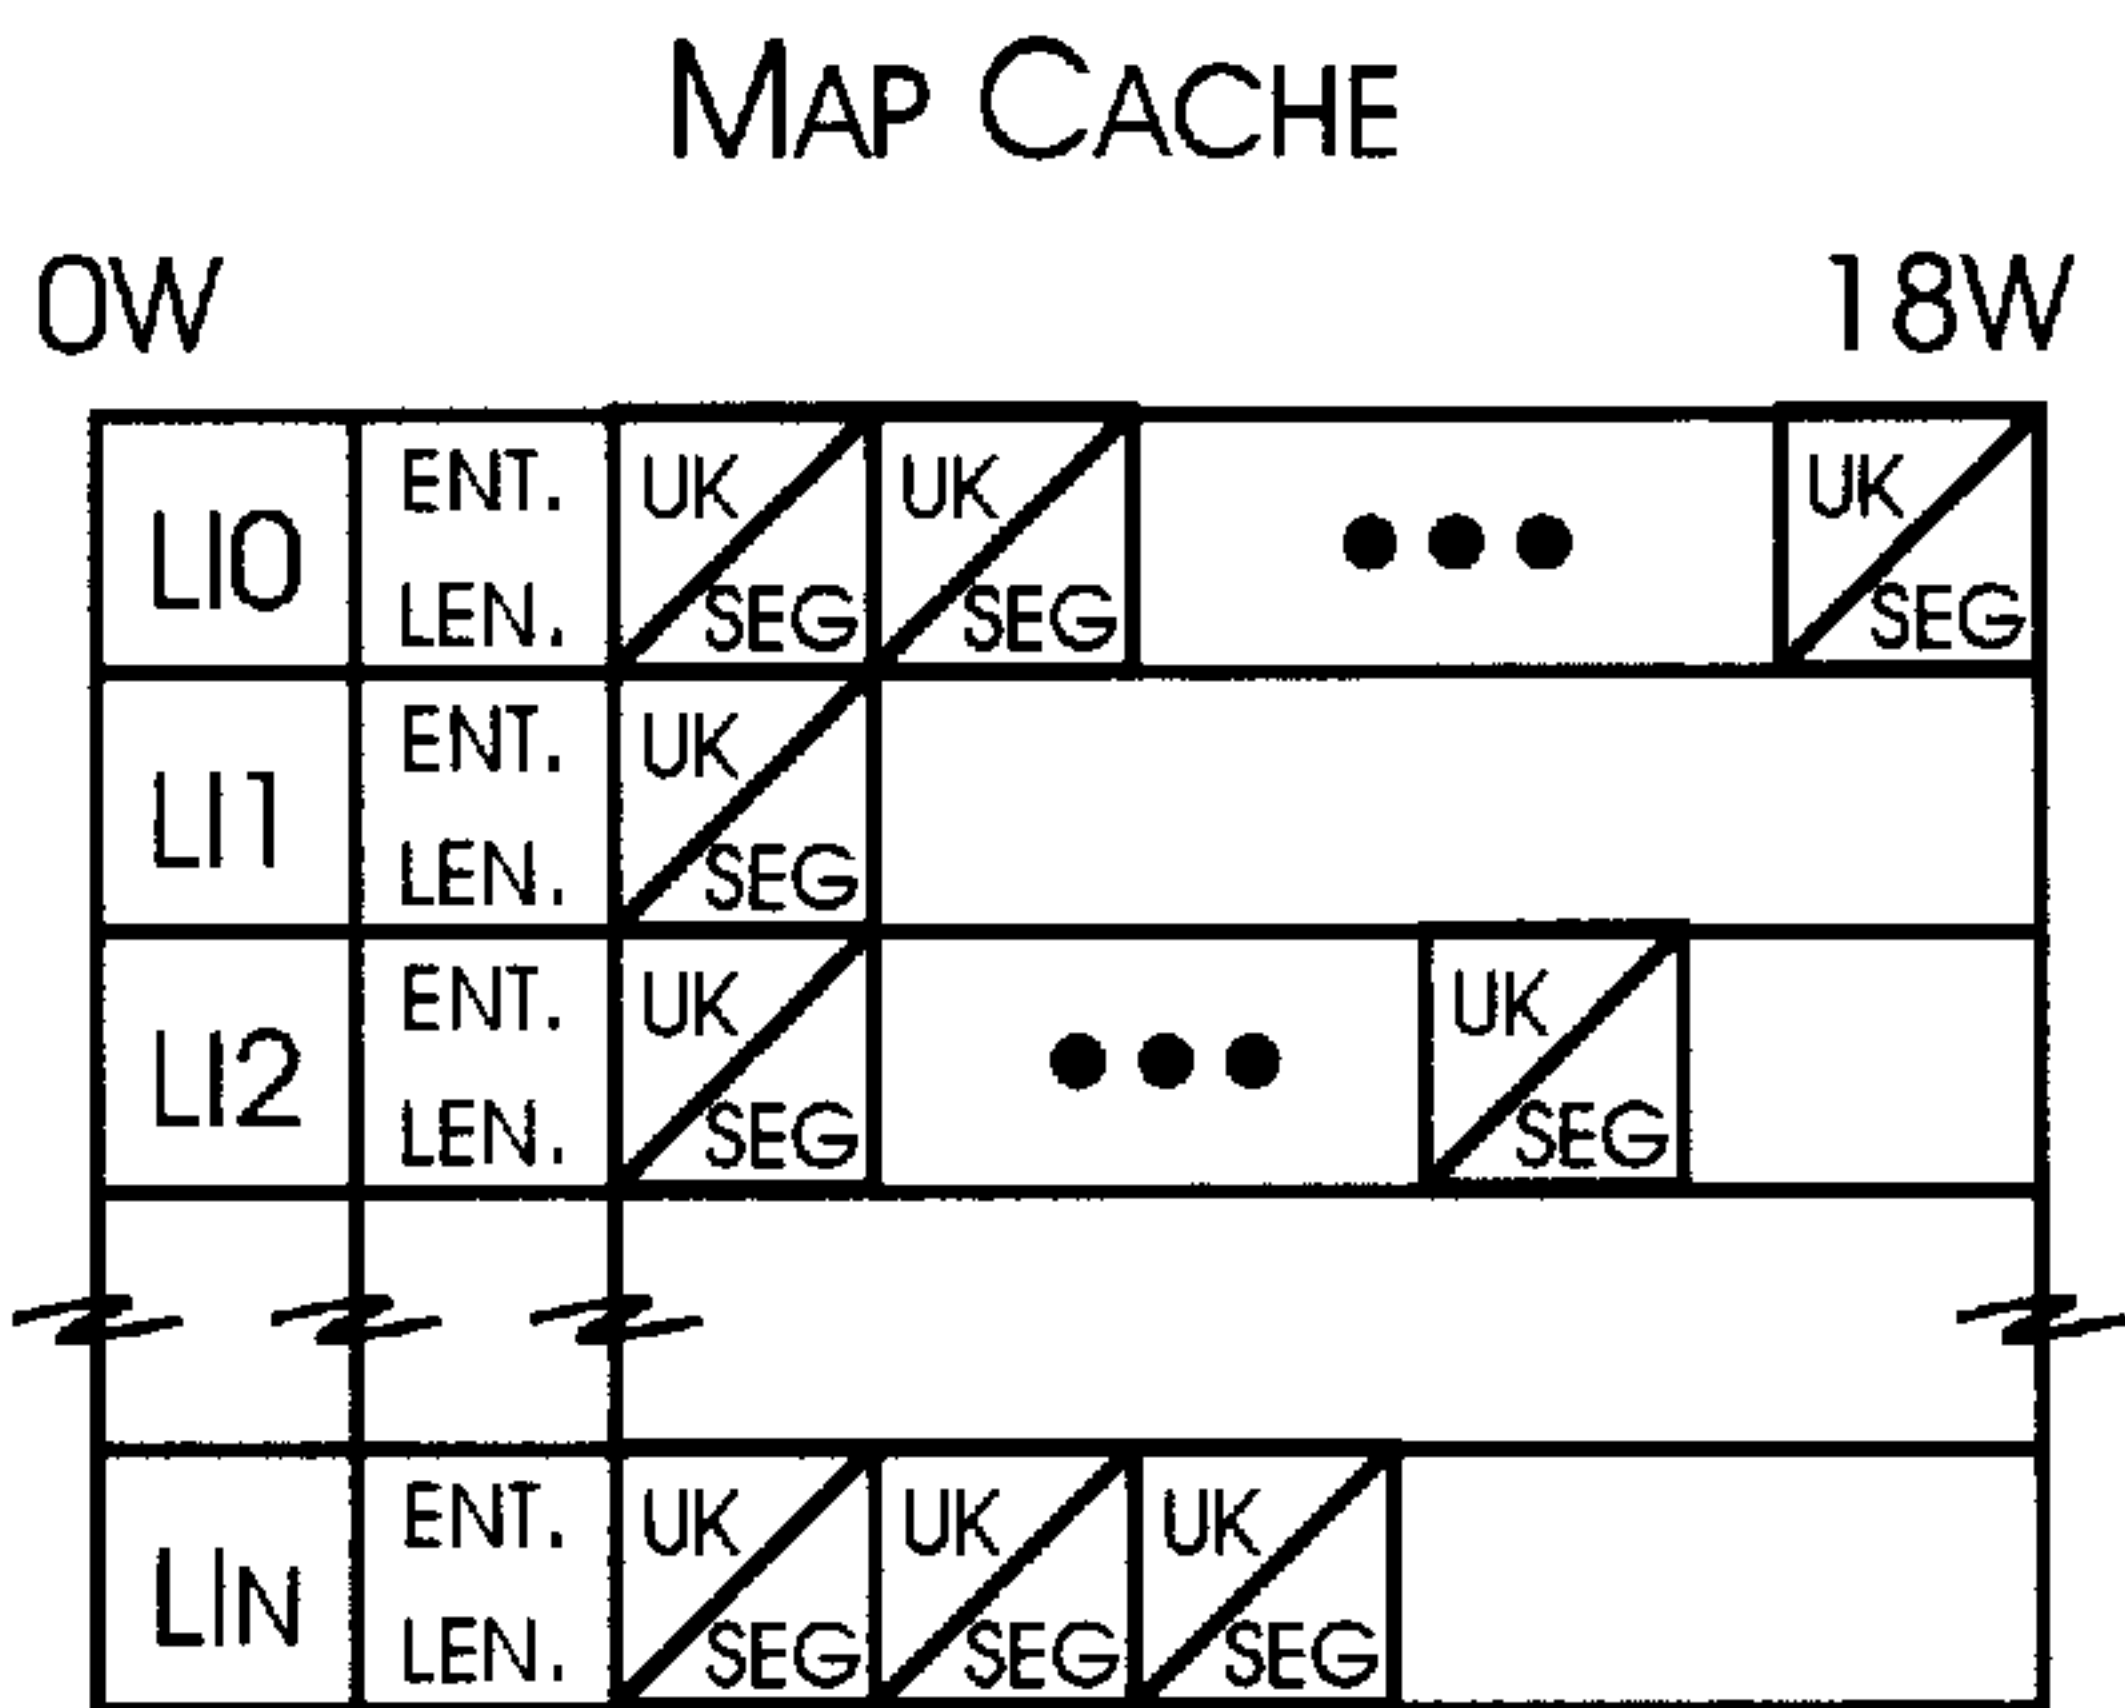 MAP CACHE
0W 18W
LI0 ENT. LEN. UK SEG UK SEG UK SEG
LI1 ENT. LEN. UK SEG
LI2 ENT. LEN. UK SEG UK SEG
LIN ENT. LEN. UK SEG UK SEG UK SEG